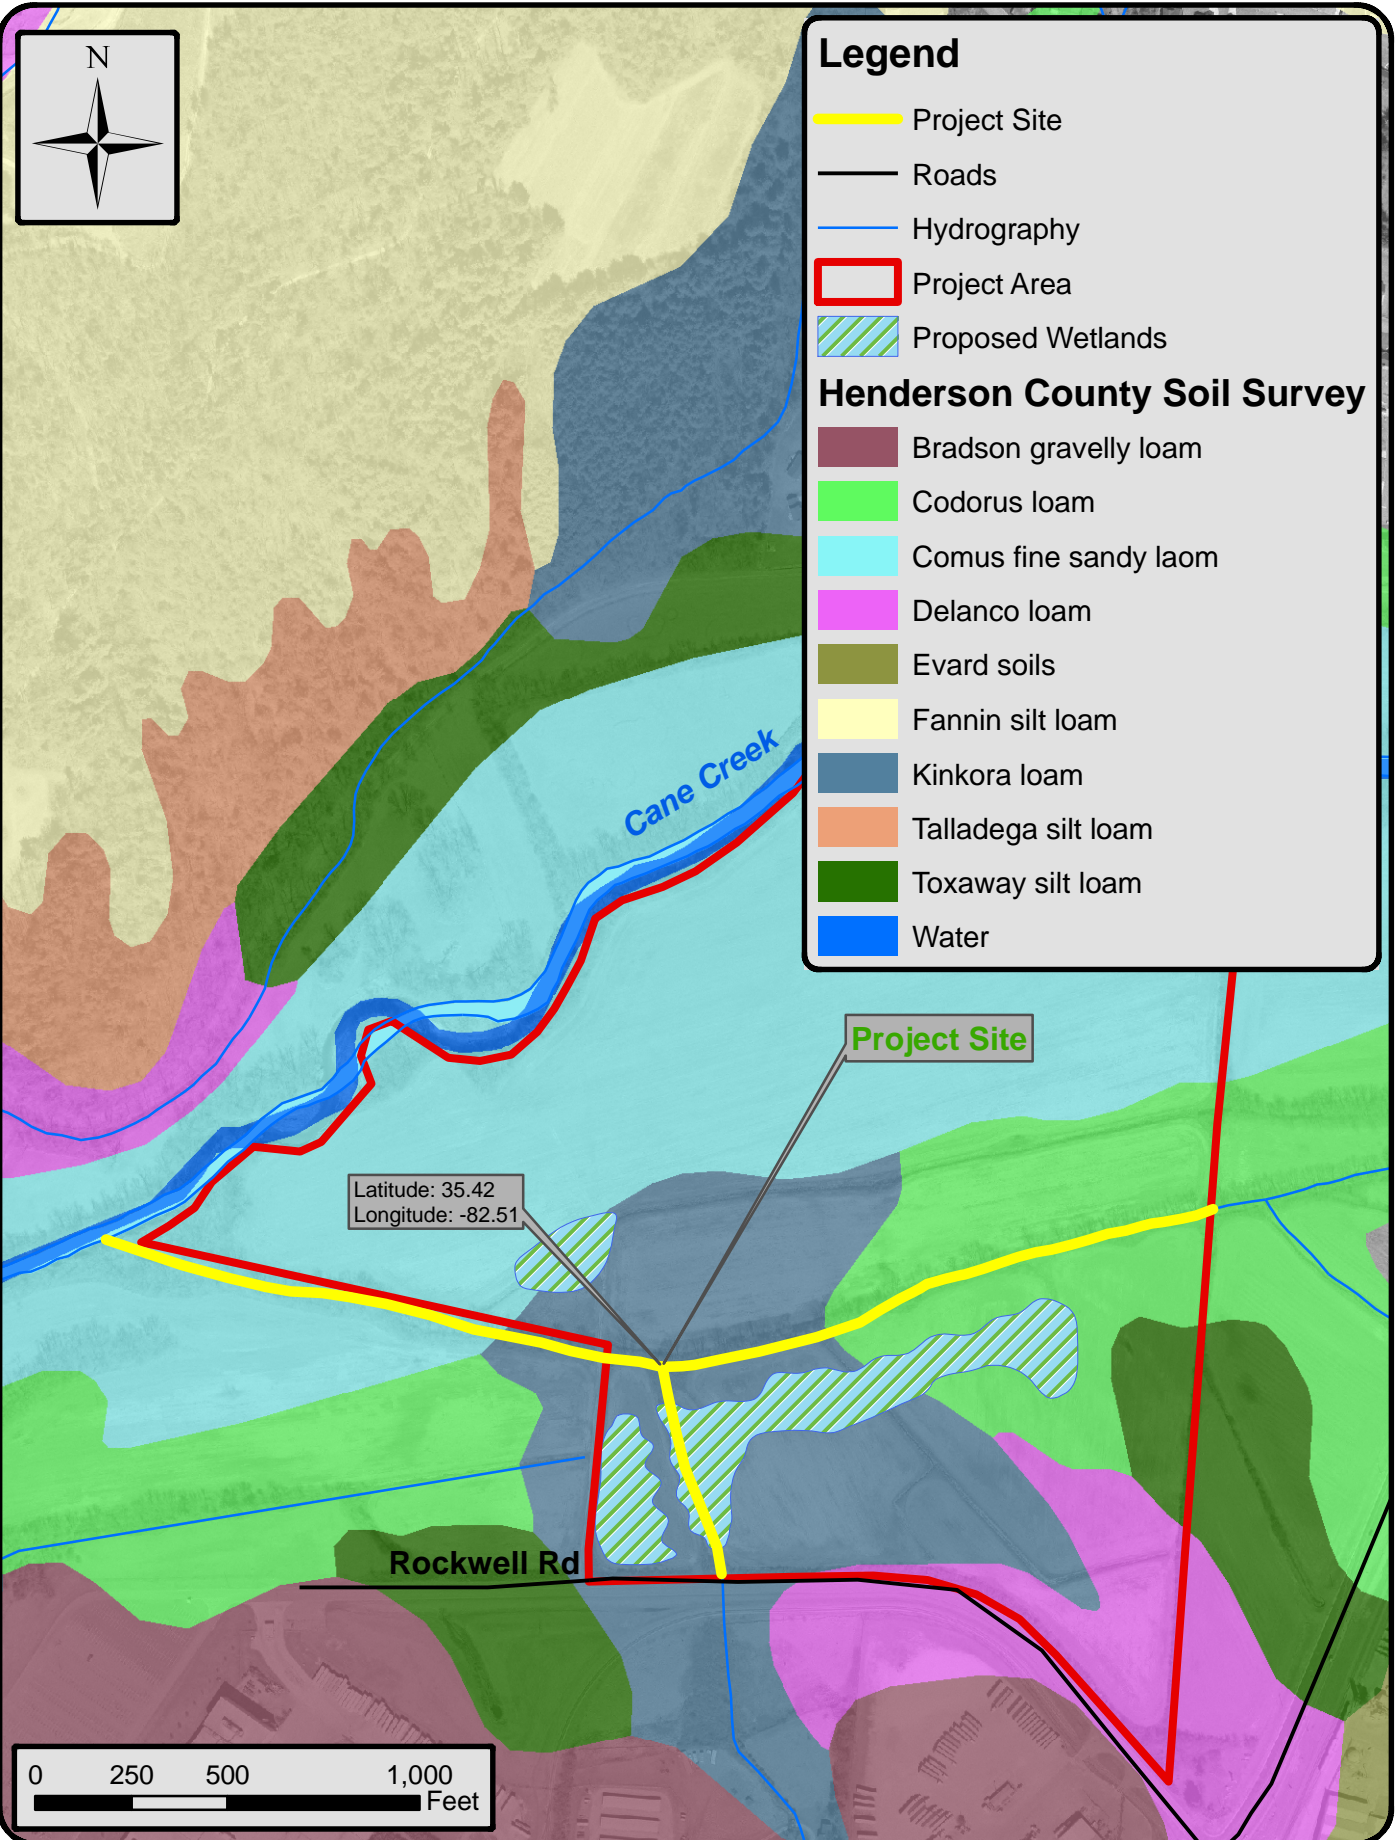 N
Legend
Project Site
Roads
Hydrography
Project Area
Proposed Wetlands
Henderson County Soil Survey
Bradson gravelly loam
Codorus loam
Comus fine sandy laom
Delanco loam
Evard soils
Fannin silt loam
Kinkora loam
Talladega silt loam
Toxaway silt loam
Water
Cane Creek
Project Site
Latitude: 35.42
Longitude: -82.51
Rockwell Rd
0 250 500 1,000
Feet